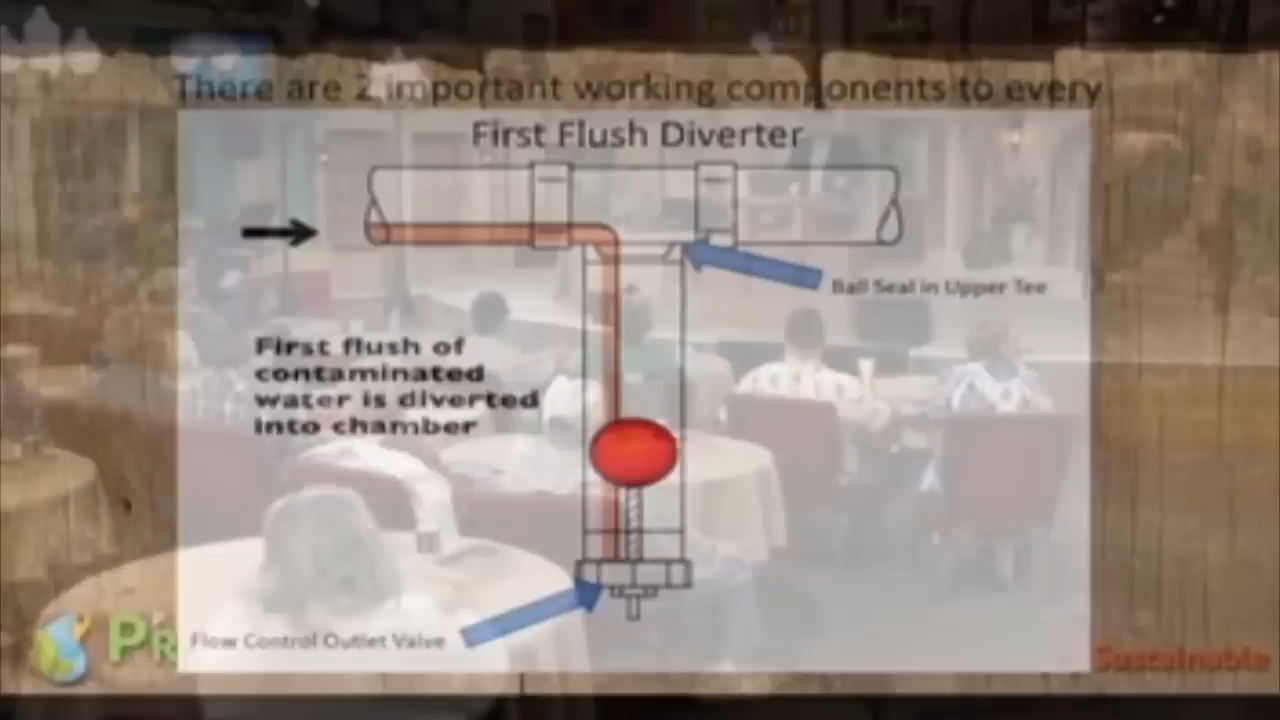 There are 2 important working components to every
First Flush Diverter
Ball Seal in Upper Tee
First flush of
contaminated
water is diverted
into chamber
Flow Control Outlet Valve
Sustainable